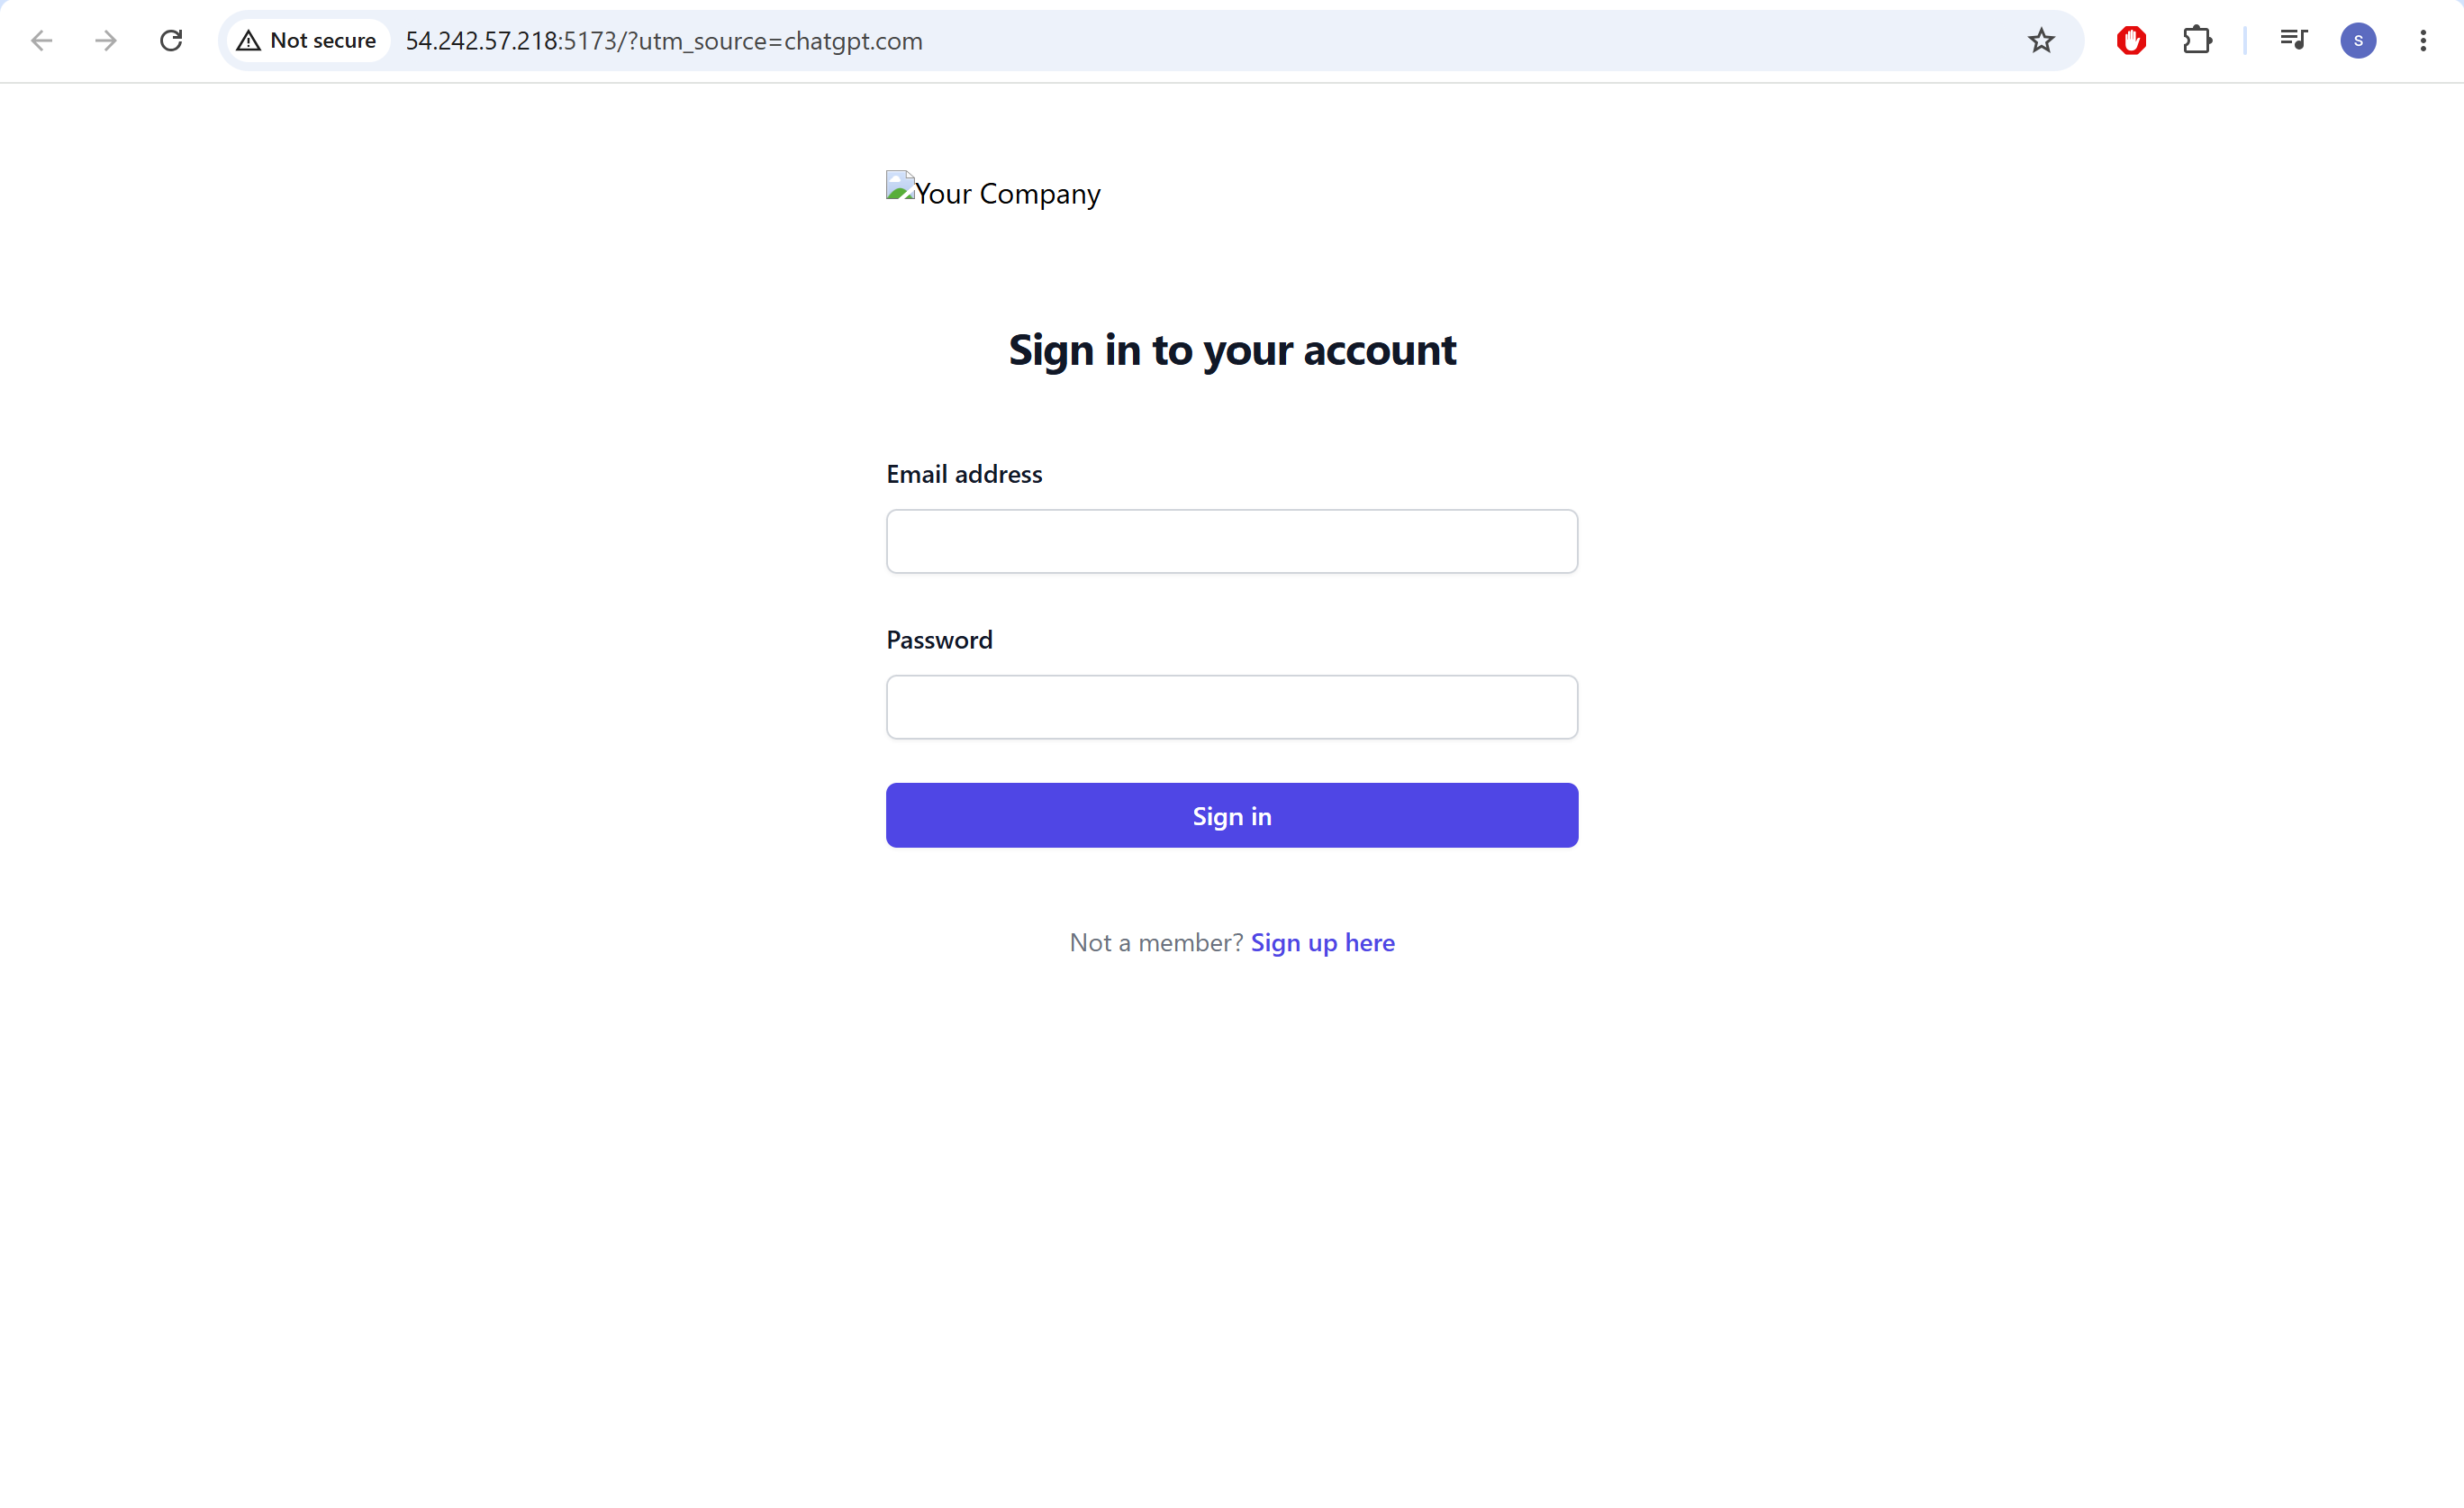 Not secure
54.242.57.218:5173/?utm_source=chatgpt.com
S
Your Company
Sign in to your account
Email address
Password
Sign in
Not a member? Sign up here